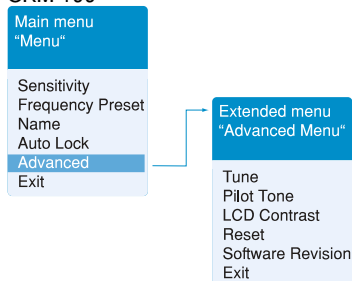 Main menu
“Menu“
Sensitivity
Frequency Preset
Name
Auto Lock
Advanced
Exit
Extended menu
“Advanced Menu“
Tune
Pilot Tone
LCD Contrast
Reset
Software Revision
Exit